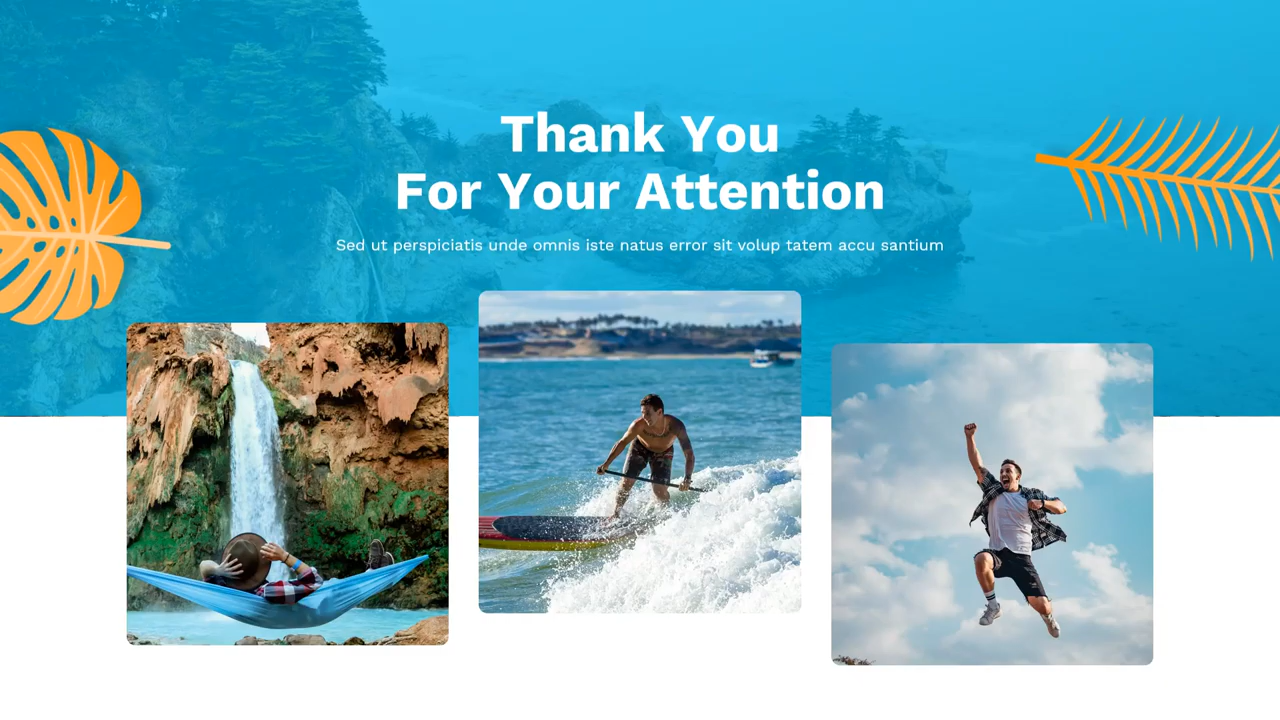 Thank You
For Your Attention
Sed ut perspiciatis unde omnis iste natus error sit volup tatem accu santium